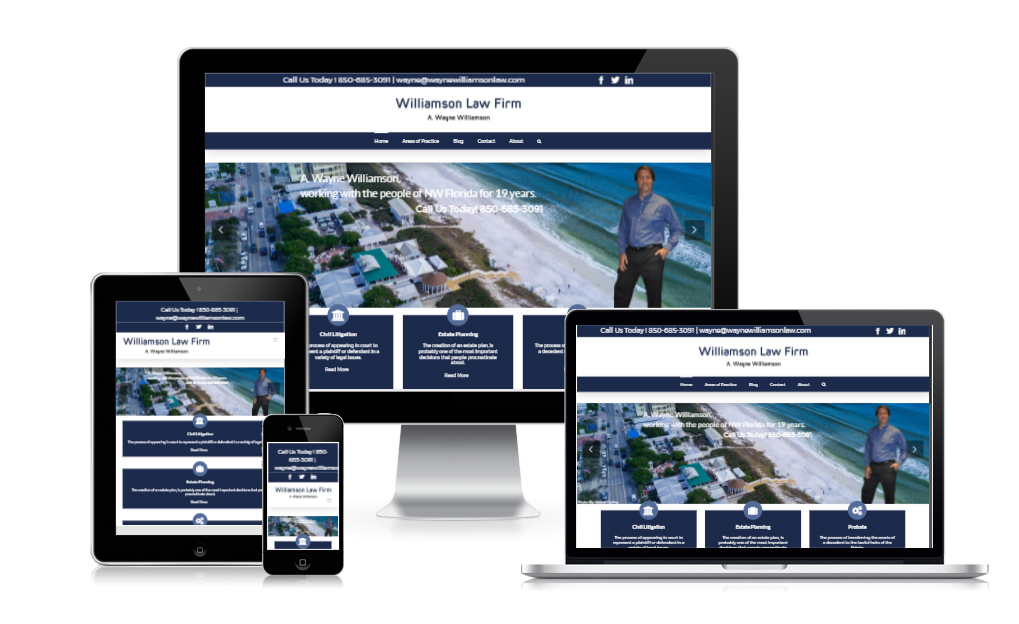 Call Us Today ! 850-685-3091 | wayne@waynewilliamsonlaw.com
Williamson Law Firm
A. Wayne Williamson
Home Areas of Practice Blog Contact About
A. Wayne Williamson,
working with the people of NW Florida for 19 years.
Call Us Today! 850-685-3091
Civil Litigation
process of appearing in court to
a plaintiff or defendant in a
variety of legal issues.
Read More
Estate Planning
The creation of an estate plan, is
probably one of the most important
decisions that people procrastinate
about.
Read More
The process o
a decedent to
Call Us Today ! 850-685-3091 |
wayne@waynewilliamsonlaw.com
Williamson Law Firm
A. Wayne Williamson
Civil Litigation
The process of appearing in court to represent a plaintiff or defendant in a variety of legal
Read More
Estate Planning
The creation of an estate plan, is probably one of the most important decisions that people
procrastinate about.
Read More
Call Us Today ! 850-
685-3091 |
wayne@waynewilliamson
Williamson Law Firm
A. Wayne Williamson
Call Us Today ! 850-685-3091 | wayne@waynewilliamsonlaw.com
Williamson Law Firm
A. Wayne Williamson
Home Areas of Practice Blog Contact About
A. Wayne Williamson,
working with the people of NW Florida for 19 years.
Call Us Today! 850-685-3091
Civil Litigation
The process of appearing in court to
represent a plaintiff or defendant in a
variety of legal issues.
Estate Planning
The creation of an estate plan, is
probably one of the most important
decisions that people procrastinate
Probate
The process of transferring the assets of
a decedent to the lawful heirs of the